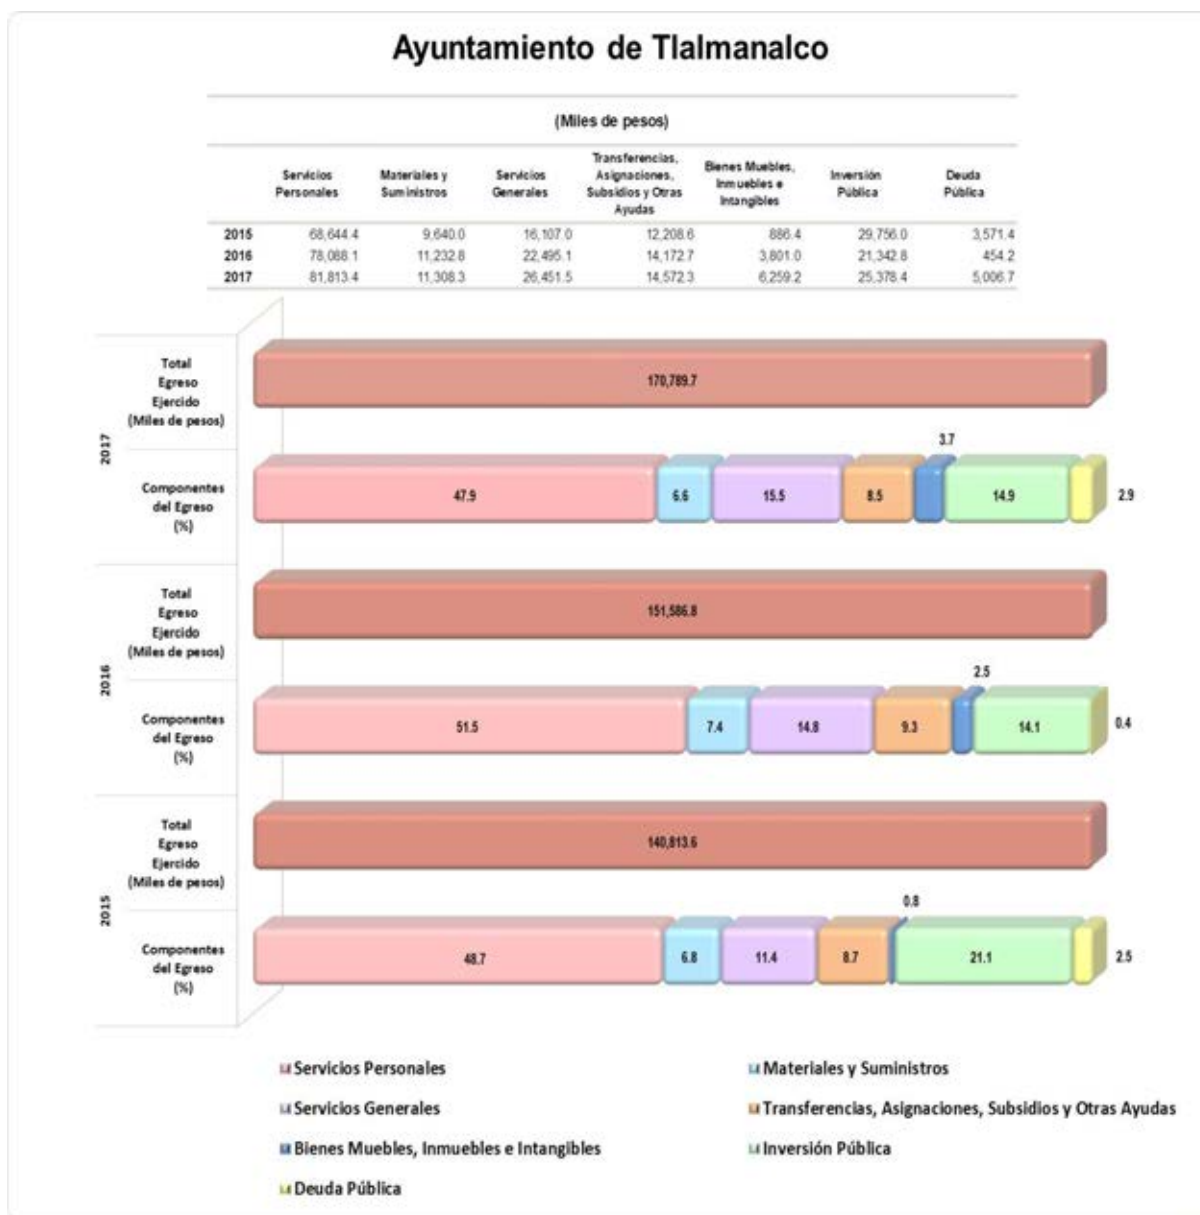 Ayuntamiento de Tlalmanalco
(Miles de pesos)
Servicios Personales
Materiales y Suministros
Servicios Generales
Transferencias, Asignaciones, Subsidios y Otras Ayudas
Bienes Muebles, Inmuebles e Intangibles
Inversión Pública
Deuda Pública
2015 68,644.4 9,640.0 16,107.0 12,208.6 886.4 29,756.0 3,571.4
2016 78,088.1 11,232.8 22,495.1 14,172.7 3,801.0 21,342.8 454.2
2017 81,813.4 11,308.3 26,451.5 14,572.3 6,259.2 25,378.4 5,006.7
2017
Total
Egreso
Ejercido
(Miles de pesos)
170,789.7
Componentes
del Egreso
(%)
47.9 6.6 15.5 8.5 3.7 14.9 2.9
2016
Total
Egreso
Ejercido
(Miles de pesos)
151,586.8
Componentes
del Egreso
(%)
51.5 7.4 14.8 9.3 2.5 14.1 0.4
2015
Total
Egreso
Ejercido
(Miles de pesos)
140,813.6
Componentes
del Egreso
(%)
48.7 6.8 11.4 8.7 0.8 21.1 2.5
Servicios Personales
Materiales y Suministros
Servicios Generales
Transferencias, Asignaciones, Subsidios y Otras Ayudas
Bienes Muebles, Inmuebles e Intangibles
Inversión Pública
Deuda Pública